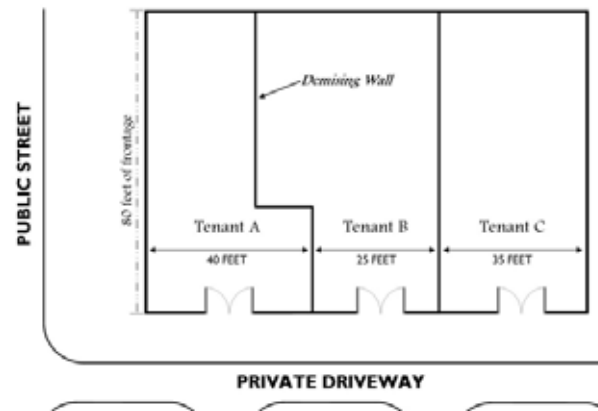 Demising Wall
PUBLIC STREET
80 feet of frontage
Tenant A
Tenant B
Tenant C
40 FEET
25 FEET
35 FEET
PRIVATE DRIVEWAY